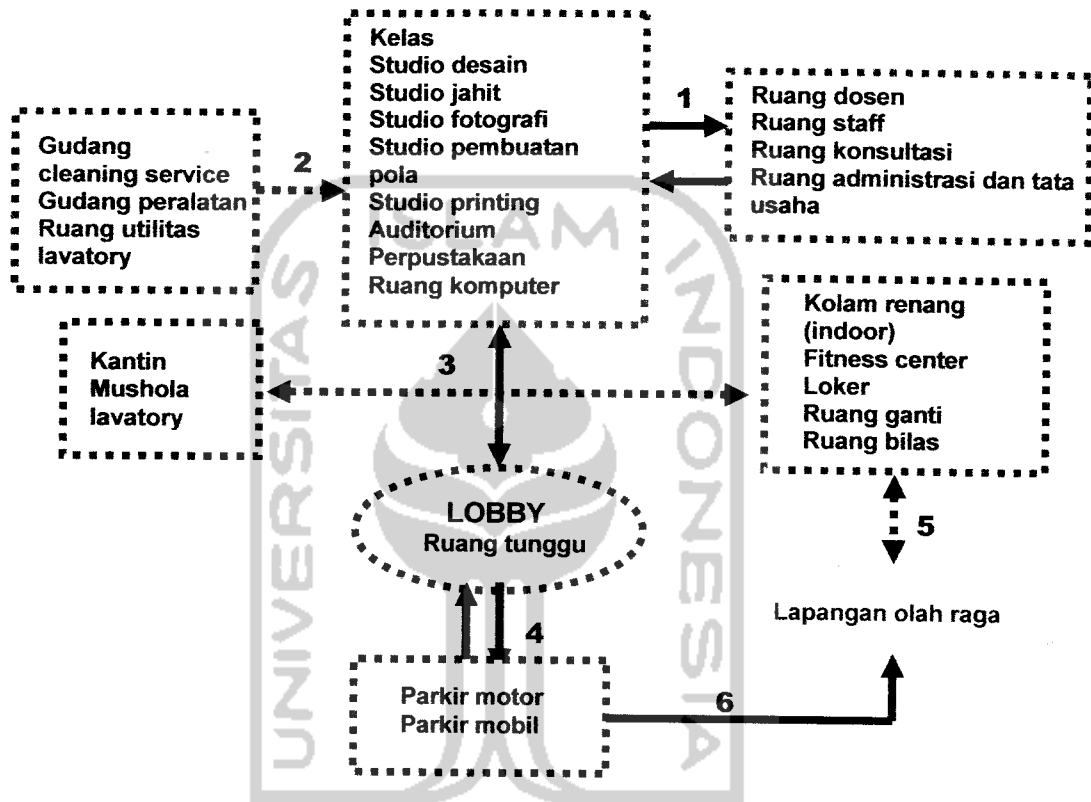 Kelas
Studio desain
Studio jahit
Studio fotografi
Studio pembuatan
pola
Studio printing
Auditorium
Perpustakaan
Ruang komputer
1
Ruang dosen
Ruang staff
Ruang konsultasi
Ruang administrasi dan tata
usaha
Gudang
cleaning service
Gudang peralatan
Ruang utilitas
lavatory
2
Kantin
Mushola
lavatory
3
Kolam renang
(indoor)
Fitness center
Loker
Ruang ganti
Ruang bilas
LOBBY
Ruang tunggu
5
Lapangan olah raga
4
Parkir motor
Parkir mobil
6
UNIVERSITAS
ISLAM
INDONESIA